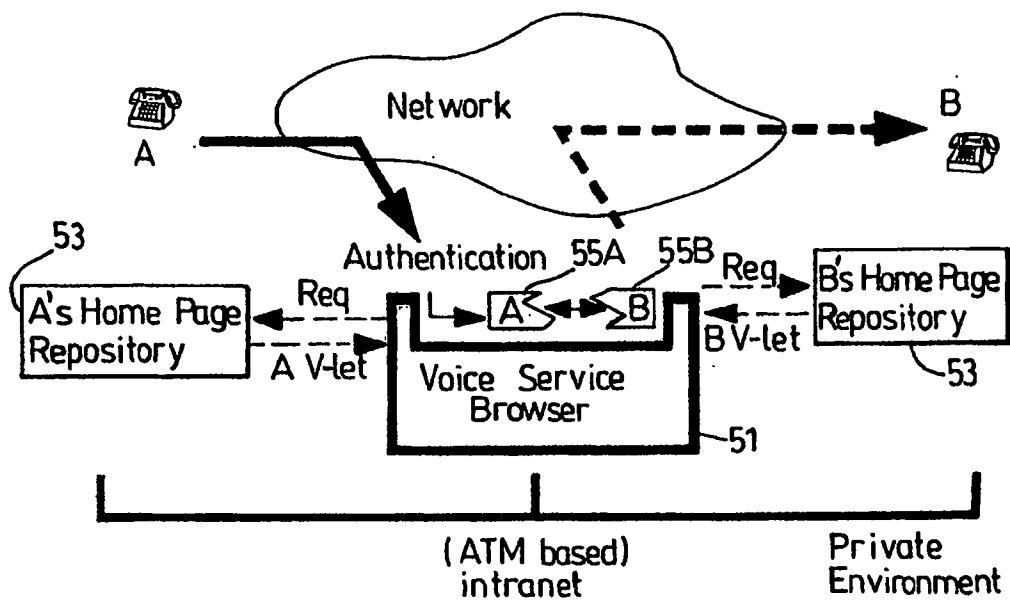 Network
B
A
53
Authentication
55A
55B
Req
Req
A's Home Page
Repository
A
B
B's Home Page
Repository
A V-let
B V-let
Voice Service
Browser
53
51
(ATM based)
intranet
Private
Environment